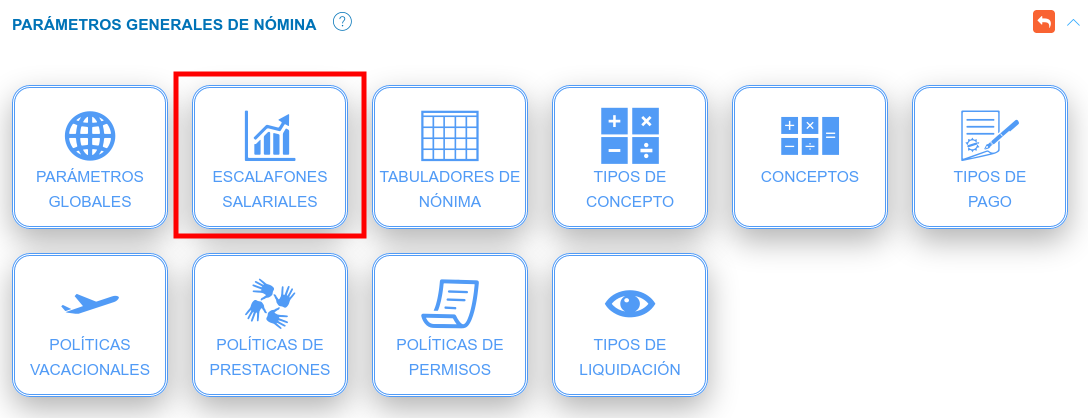 PARÁMETROS GENERALES DE NÓMINA ?
PARÁMETROS
GLOBALES
ESCALAFONES
SALARIALES
TABULADORES DE
NÓNIMA
TIPOS DE
CONCEPTO
CONCEPTOS
TIPOS DE
PAGO
POLÍTICAS
VACACIONALES
POLÍTICAS DE
PRESTACIONES
POLÍTICAS DE
PERMISOS
TIPOS DE
LIQUIDACIÓN